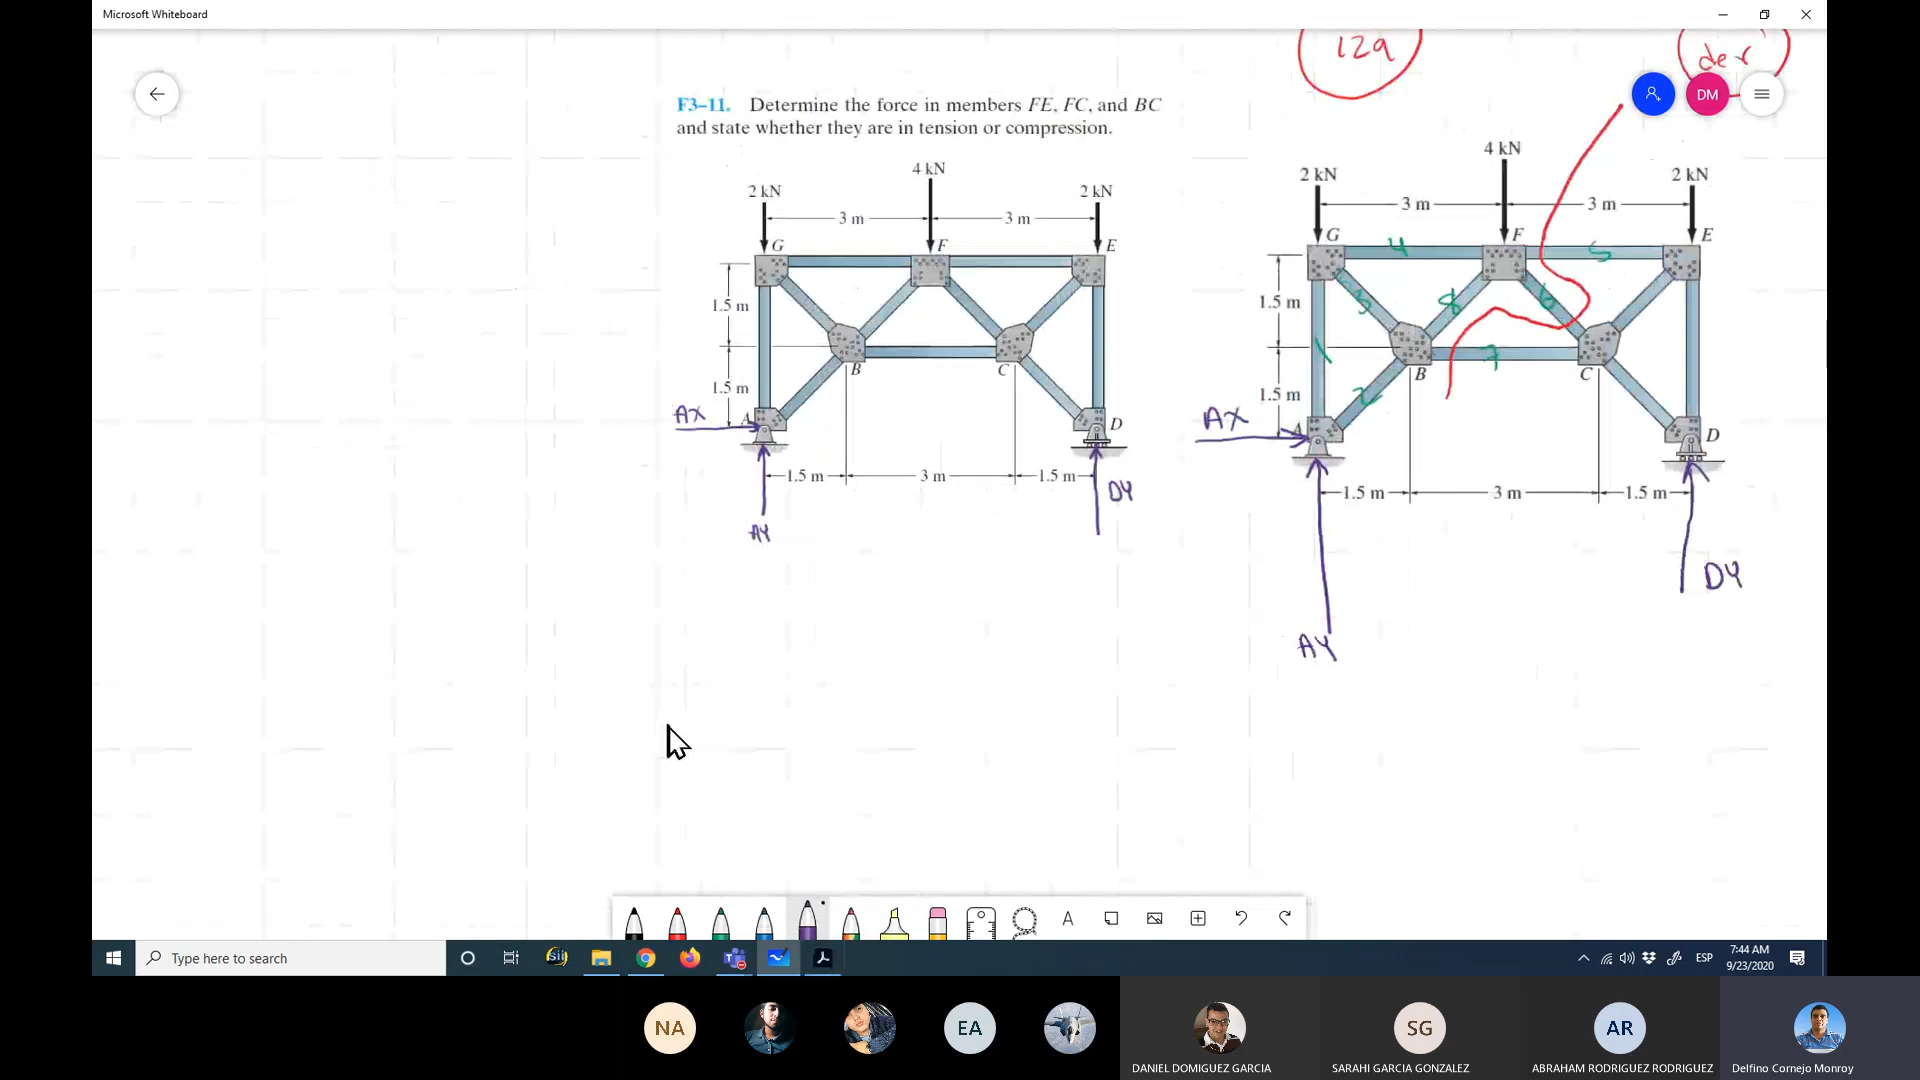 Microsoft Whiteboard
izq
der
DM
F3–11. Determine the force in members FE, FC, and BC
and state whether they are in tension or compression.
4 kN
2 kN
2 kN
3 m
3 m
G
F
E
1.5 m
1.5 m
B
C
AX
A
D
1.5 m
3 m
1.5 m
AY
DY
4 kN
2 kN
2 kN
3 m
3 m
G
F
E
4
5
1.5 m
3
8
6
1
7
B
C
1.5 m
2
AX
A
D
1.5 m
3 m
1.5 m
DY
AY
A
Type here to search
sii
ESP
7:44 AM
9/23/2020
NA
EA
SG
AR
DANIEL DOMIGUEZ GARCIA
SARAHI GARCIA GONZALEZ
ABRAHAM RODRIGUEZ RODRIGUEZ
Delfino Cornejo Monroy